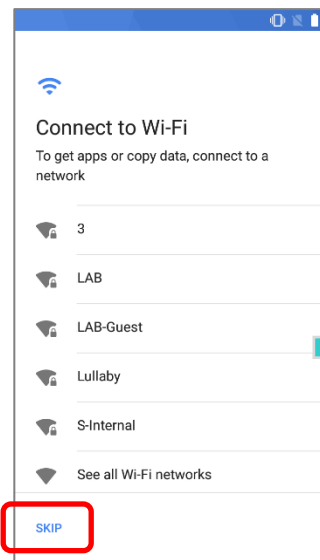 Connect to Wi-Fi
To get apps or copy data, connect to a
network
3
LAB
LAB-Guest
Lullaby
S-Internal
See all Wi-Fi networks
SKIP